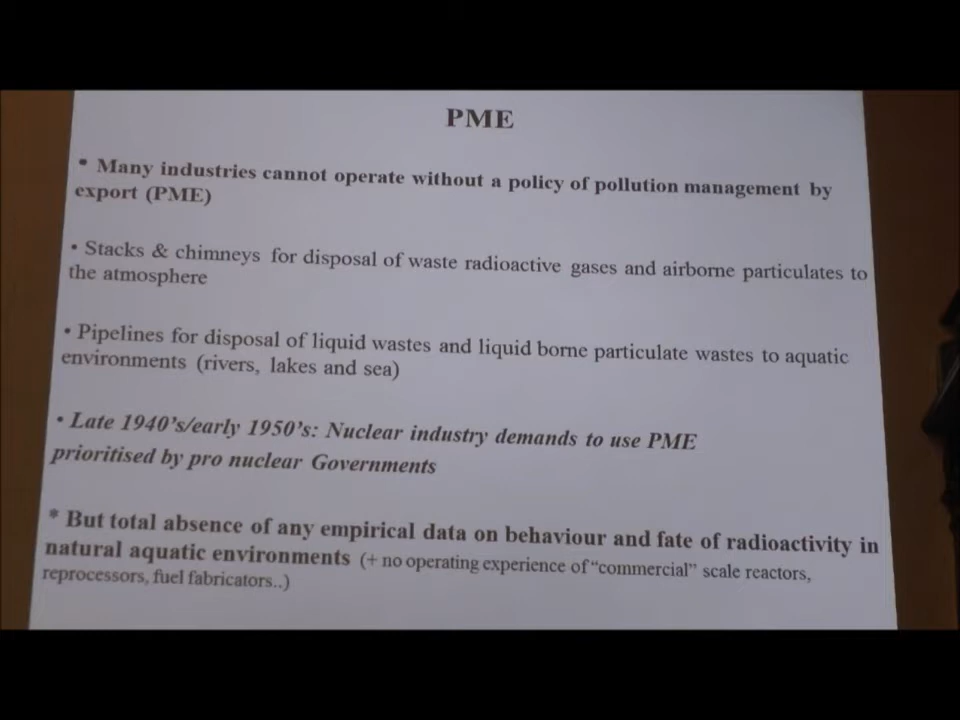 PME
* Many industries cannot operate without a policy of pollution management by
export (PME)
• Stacks & chimneys for disposal of waste radioactive gases and airborne particulates to
the atmosphere
• Pipelines for disposal of liquid wastes and liquid borne particulate wastes to aquatic
environments (rivers, lakes and sea)
• Late 1940's/early 1950's: Nuclear industry demands to use PME
prioritised by pro nuclear Governments
* But total absence of any empirical data on behaviour and fate of radioactivity in
natural aquatic environments (+ no operating experience of "commercial" scale reactors,
reprocessors, fuel fabricators..)